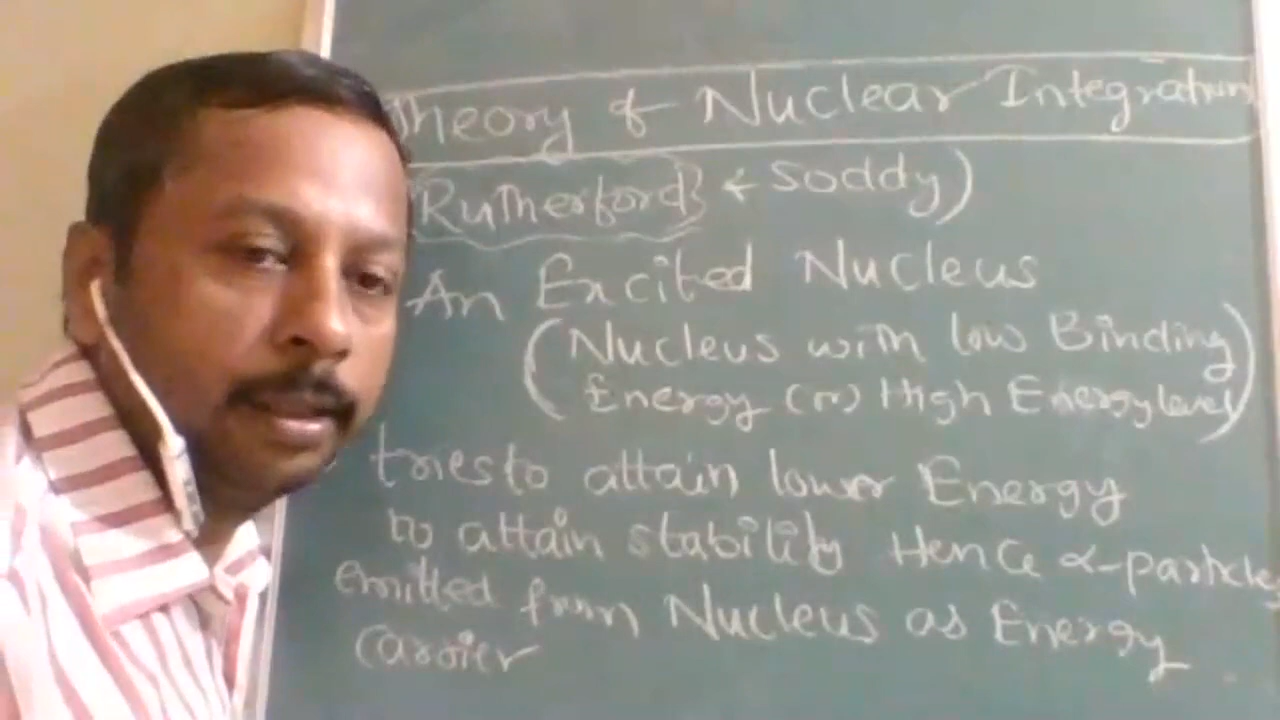 Theory of Nuclear Integration
Rutherford & Soddy)
An Excited Nucleus
(Nucleus with low Binding
Energy (or) High Energy level)
tries to attain lower Energy
to attain stability Hence α-particles
emitted from Nucleus as Energy
carrier